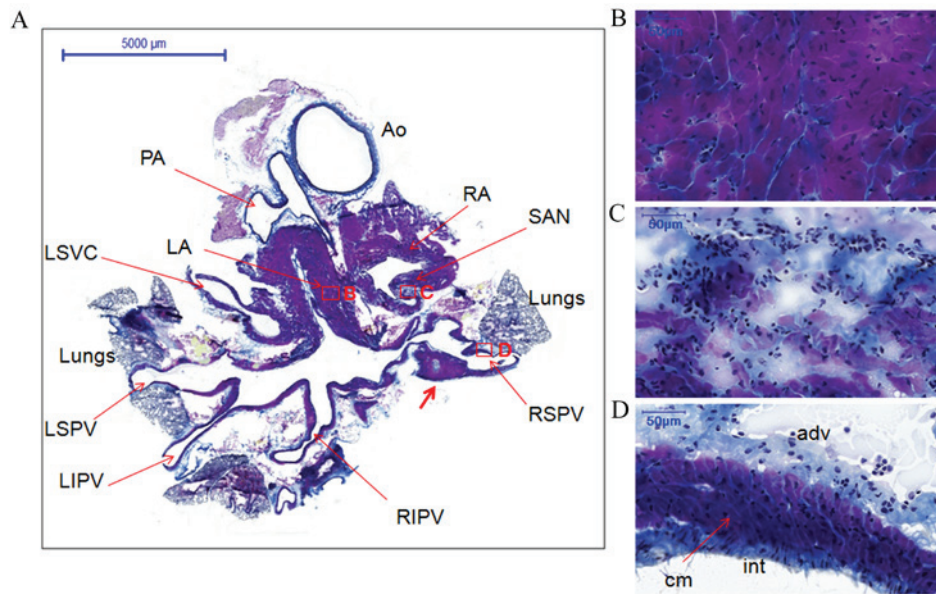 A
5000 µm
Ao
PA
RA
SAN
LA
LSVC
B
C
Lungs
Lungs
D
LSPV
RSPV
LIPV
RIPV
B
50µm
C
50µm
D
50µm
adv
int
cm